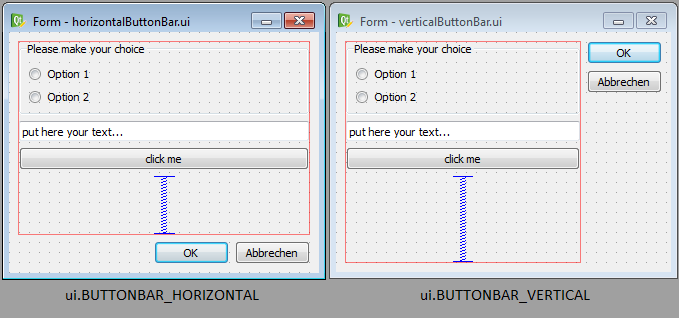 Form - horizontalButtonBar.ui
Please make your choice
Option 1
Option 2
put here your text...
click me
OK
Abbrechen
ui.BUTTONBAR_HORIZONTAL
Form - verticalButtonBar.ui
Please make your choice
Option 1
Option 2
put here your text...
click me
OK
Abbrechen
ui.BUTTONBAR_VERTICAL